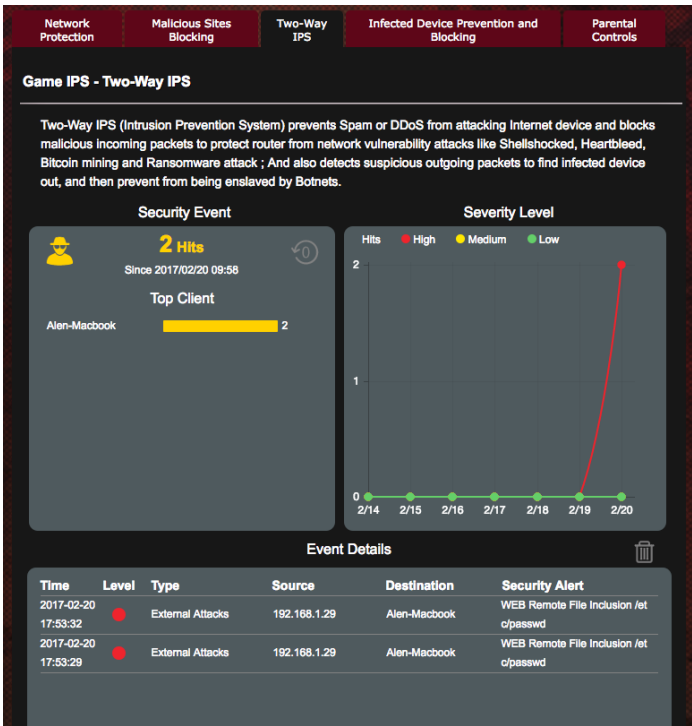 Network Protection
Malicious Sites Blocking
Two-Way IPS
Infected Device Prevention and Blocking
Parental Controls
Game IPS - Two-Way IPS
Two-Way IPS (Intrusion Prevention System) prevents Spam or DDoS from attacking Internet device and blocks
malicious incoming packets to protect router from network vulnerability attacks like Shellshocked, Heartbleed,
Bitcoin mining and Ransomware attack ; And also detects suspicious outgoing packets to find infected device
out, and then prevent from being enslaved by Botnets.
Security Event
2 Hits
0
Since 2017/02/20 09:58
Top Client
Alen-Macbook 2
Severity Level
Hits High Medium Low
2
1
0
2/14 2/15 2/16 2/17 2/18 2/19 2/20
Event Details
Time Level Type Source Destination Security Alert
2017-02-20 17:53:32 External Attacks 192.168.1.29 Alen-Macbook WEB Remote File Inclusion /et
c/passwd
2017-02-20 17:53:29 External Attacks 192.168.1.29 Alen-Macbook WEB Remote File Inclusion /et
c/passwd